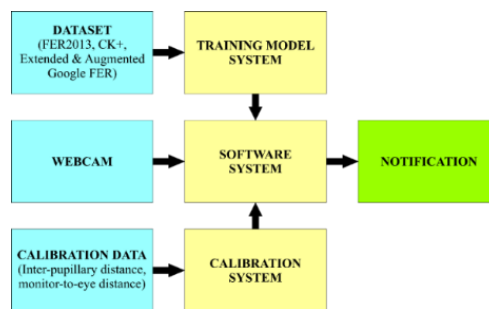 DATASET
(FER2013, CK+,
Extended & Augmented
Google FER)
TRAINING MODEL
SYSTEM
WEBCAM
SOFTWARE
SYSTEM
NOTIFICATION
CALIBRATION DATA
(Inter-pupillary distance,
monitor-to-eye distance)
CALIBRATION
SYSTEM